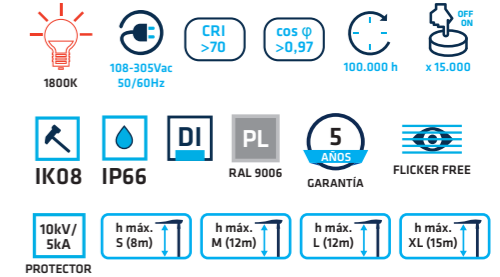 1800K
108-305Vac
50/60Hz
CRI
>70
cos φ
>0,97
100.000 h
OFF
ON
x 15.000
IK08
IP66
DI
PL
RAL 9006
5
AÑOS
GARANTÍA
FLICKER FREE
10kV/
5kA
PROTECTOR
h máx.
S (8m)
h máx.
M (12m)
h máx.
L (12m)
h máx.
XL (15m)